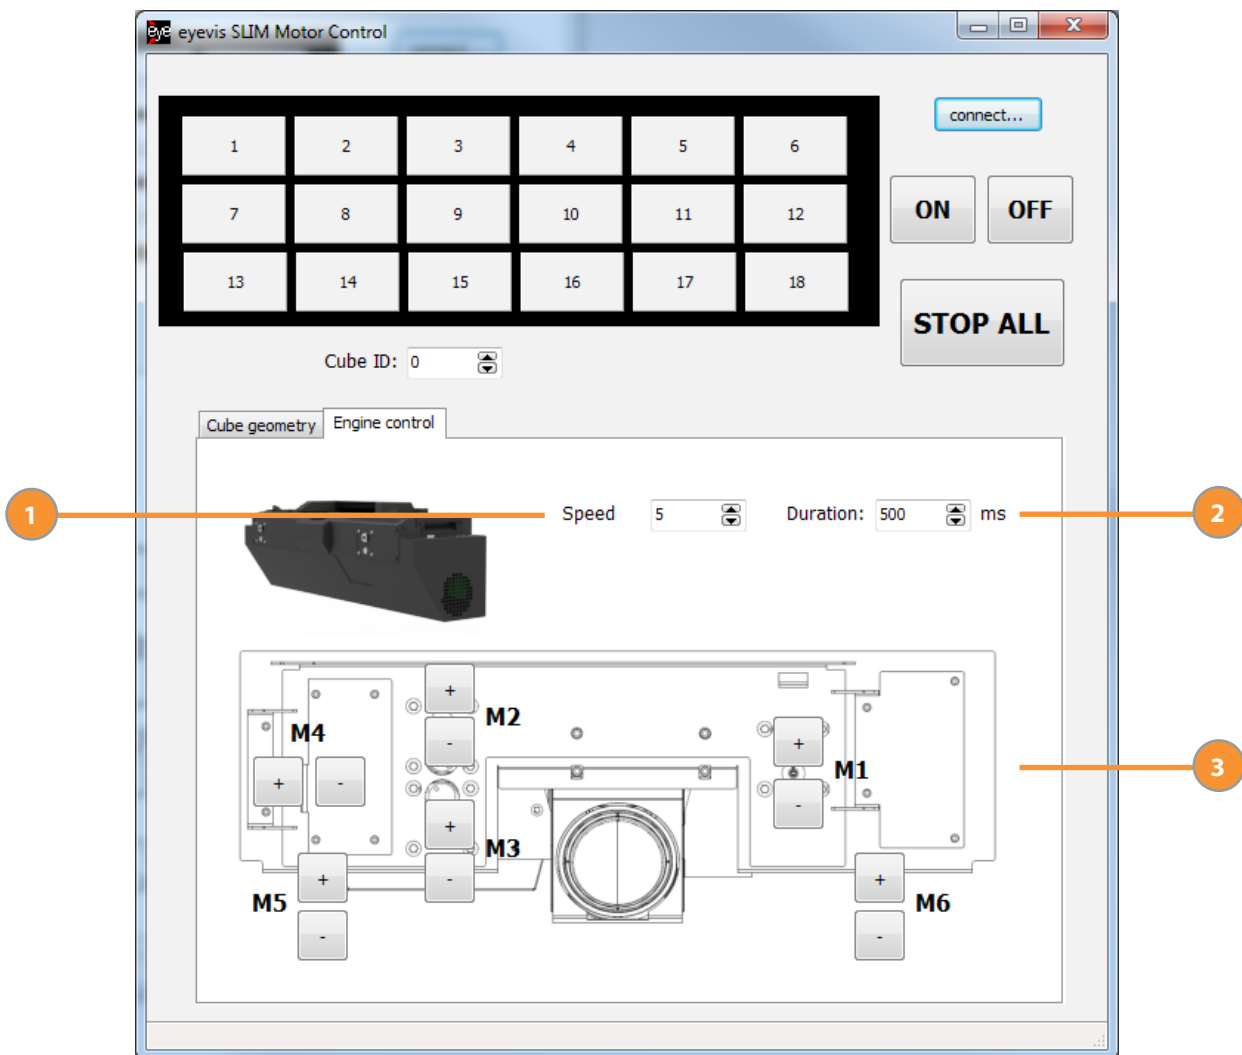 eye eyevis SLIM Motor Control
connect...
1 2 3 4 5 6
ON OFF
7 8 9 10 11 12
13 14 15 16 17 18
STOP ALL
Cube ID: 0
Cube geometry Engine control
1 Speed 5 Duration: 500 ms 2
+
M2
-
M4
+ -
+
M1
-
3
+
M3
-
+
M5
-
+
M6
-